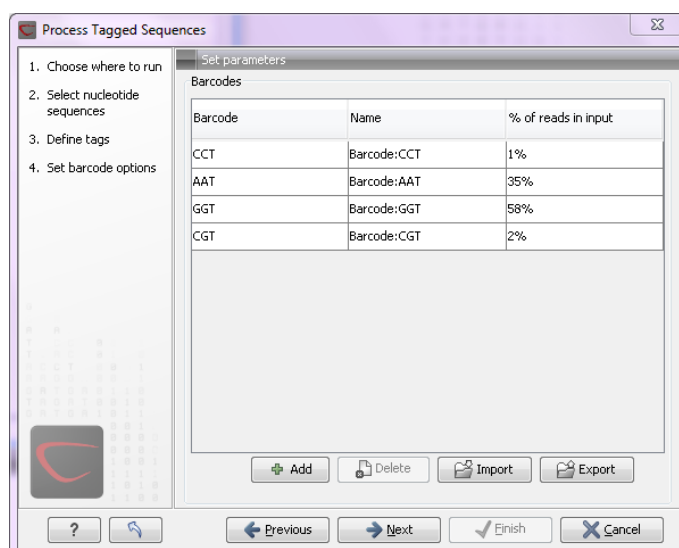 Process Tagged Sequences
1. Choose where to run
2. Select nucleotide
sequences
3. Define tags
4. Set barcode options
Set parameters
Barcodes
Barcode Name % of reads in input
CCT Barcode:CCT 1%
AAT Barcode:AAT 35%
GGT Barcode:GGT 58%
CGT Barcode:CGT 2%
Add Delete Import Export
? Previous Next Finish Cancel